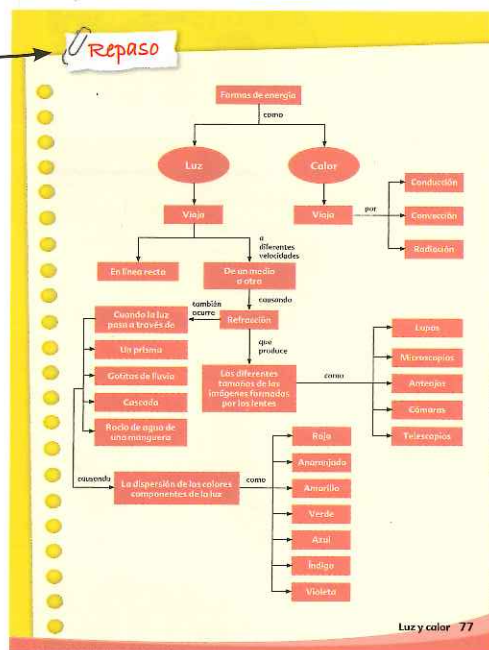 Repaso
Formas de energía
como
Luz
Calor
Viaja
Viaja
por
Conducción
Convección
Radiación
a
diferentes
velocidades
En línea recta
De un medio
a otro
causando
Refracción
también
ocurre
Cuando la luz
pasa a través de
Un prisma
Gotitas de lluvia
Cascada
Rocío de agua de
una manguera
que
produce
Los diferentes
tamaños de las
imágenes formadas
por los lentes
como
Lupas
Microscopios
Anteojos
Cámaras
Telescopios
causando
La dispersión de los colores
componentes de la luz
como
Rojo
Anaranjado
Amarillo
Verde
Azul
Índigo
Violeta
Luz y calor 77